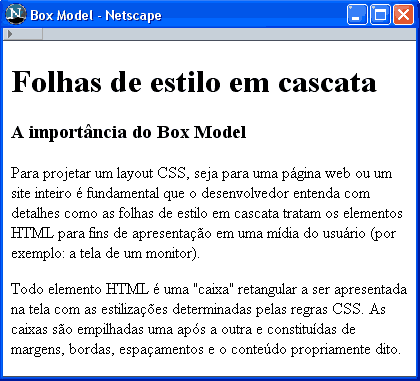 Box Model - Netscape
Folhas de estilo em cascata
A importância do Box Model
Para projetar um layout CSS, seja para uma página web ou um
site inteiro é fundamental que o desenvolvedor entenda com
detalhes como as folhas de estilo em cascata tratam os elementos
HTML para fins de apresentação em uma mídia do usuário (por
exemplo: a tela de um monitor).
Todo elemento HTML é uma "caixa" retangular a ser apresentada
na tela com as estilizações determinadas pelas regras CSS. As
caixas são empilhadas uma após a outra e constituídas de
margens, bordas, espaçamentos e o conteúdo propriamente dito.